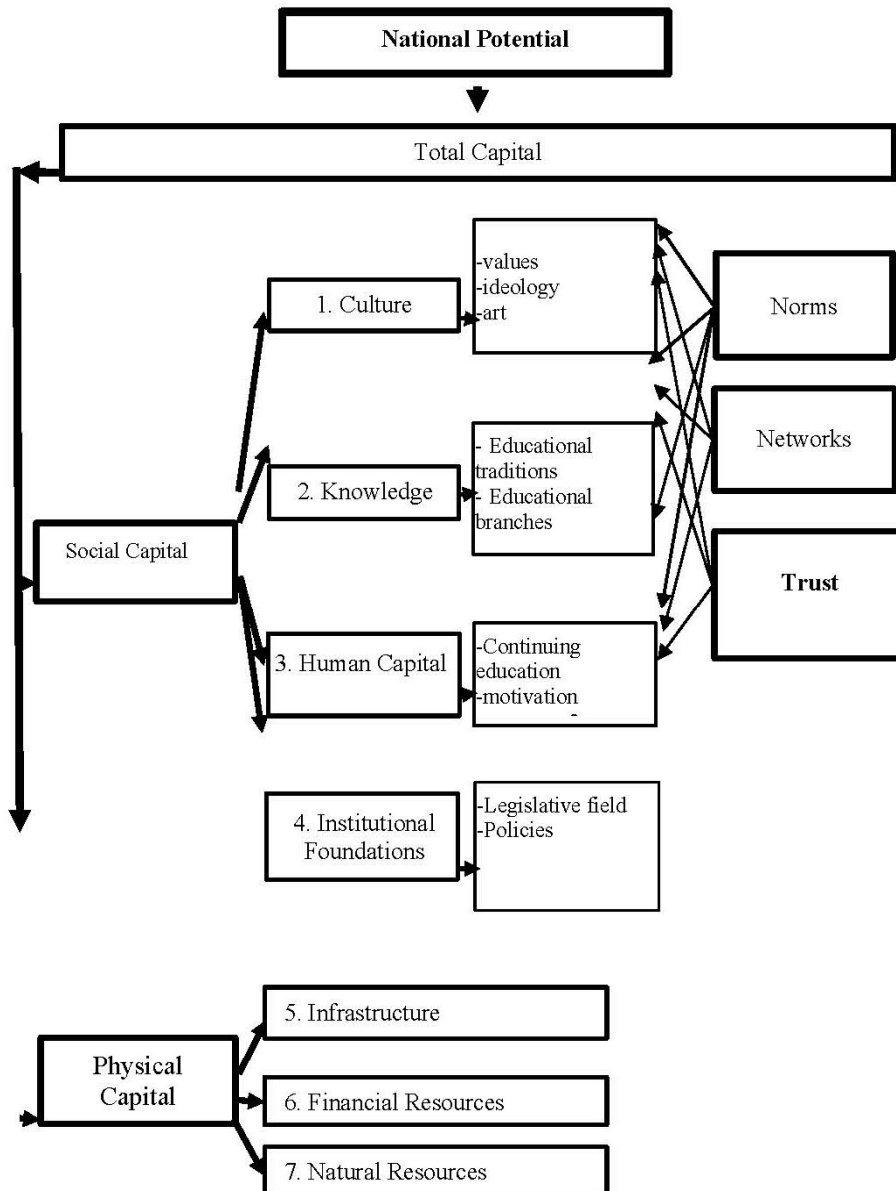 National Potential
Total Capital
-values
-ideology
-art
1. Culture
Norms
Networks
- Educational
traditions
- Educational
branches
2. Knowledge
Social Capital
Trust
3. Human Capital
-Continuing
education
-motivation
4. Institutional
Foundations
-Legislative field
-Policies
5. Infrastructure
Physical
Capital
6. Financial Resources
7. Natural Resources